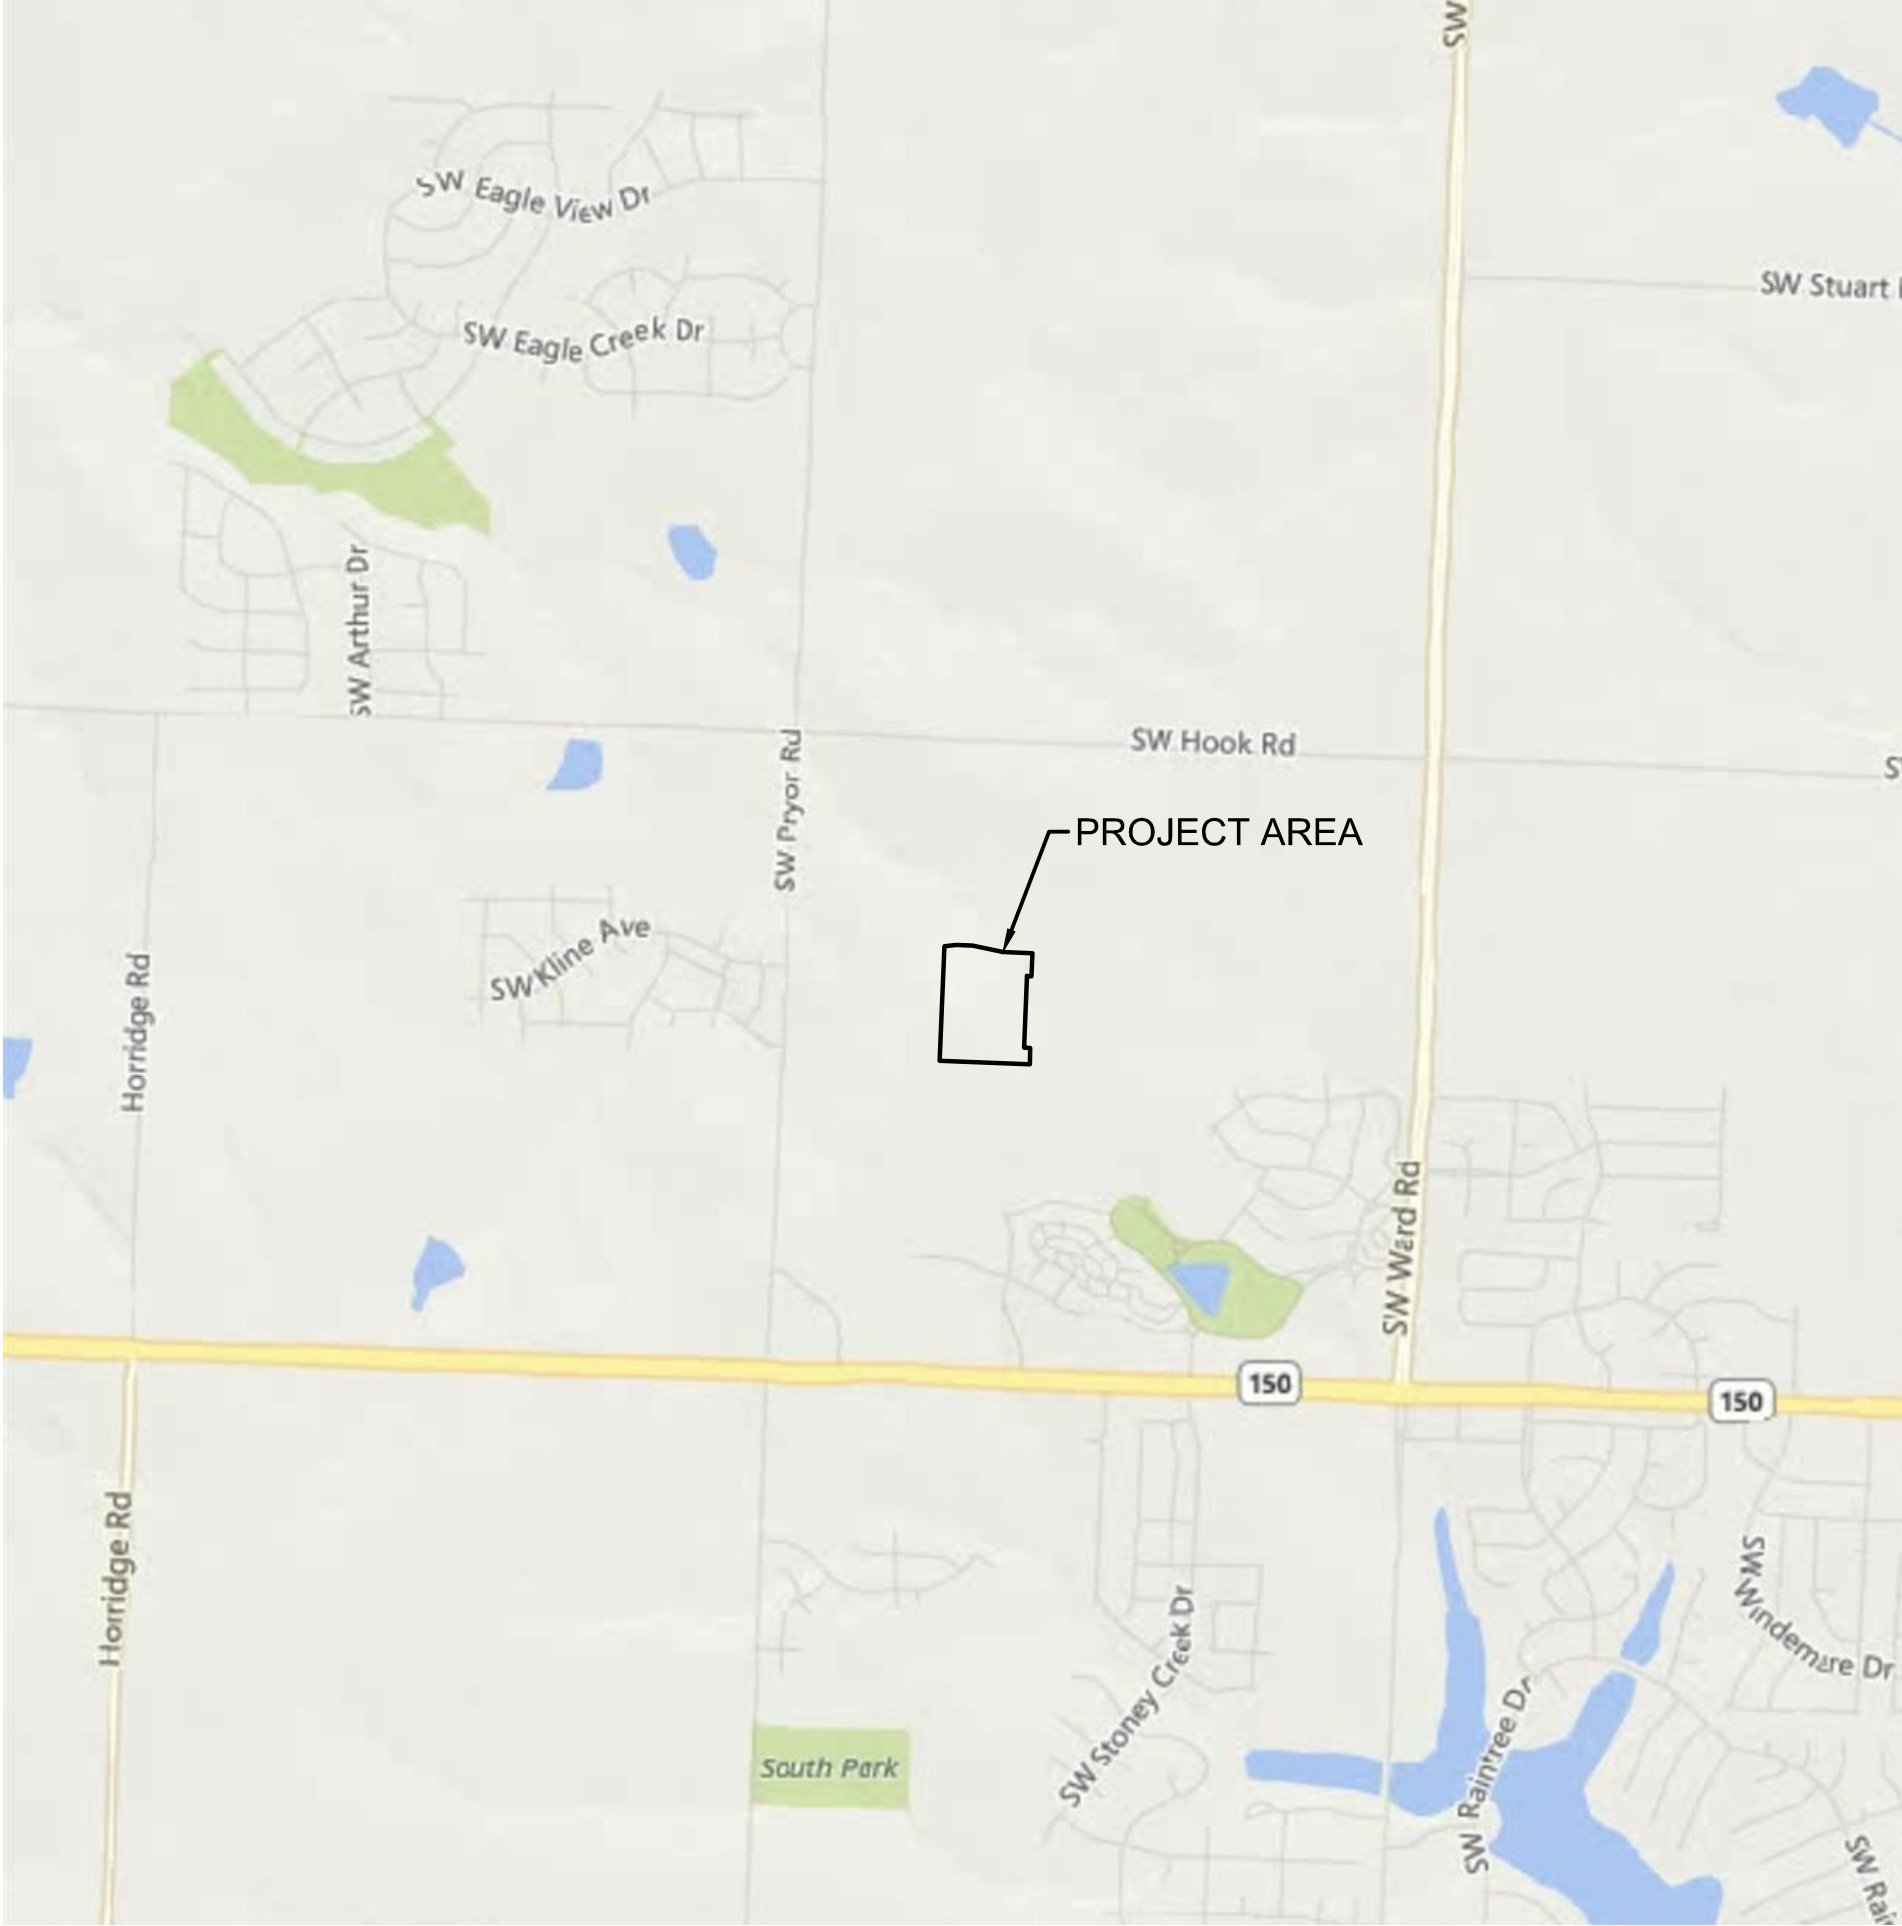 SW
SW Eagle View Dr
SW Stuart
SW Eagle Creek Dr
SW Arthur Dr
SW Hook Rd
SW Pryor Rd
PROJECT AREA
SW Kline Ave
Horridge Rd
SW Ward Rd
150
150
Horridge Rd
SW Windemere Dr
SW Stoney Creek Dr
SW Raintree Dr
South Park
SW Rai